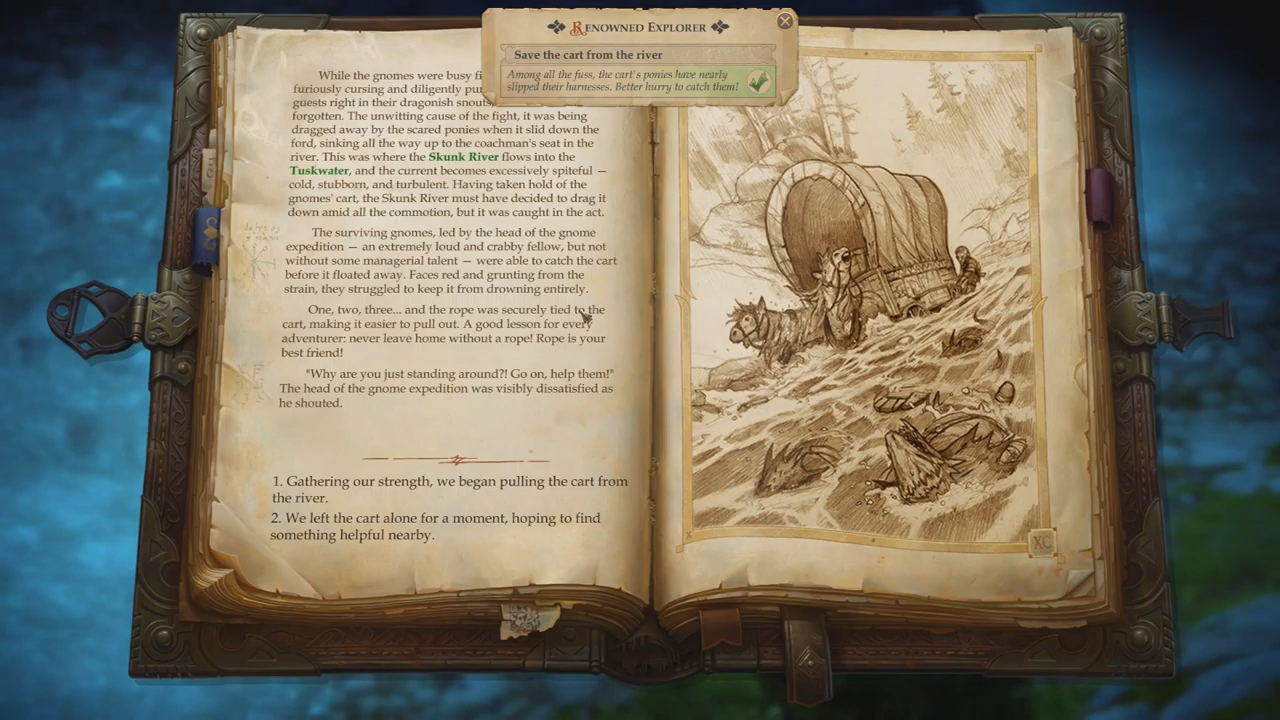 RENOWNED EXPLORER
Save the cart from the river
Among all the fuss, the cart's ponies have nearly
slipped their harnesses. Better hurry to catch them!
While the gnomes were busy
furiously cursing and diligently
guests right in their dragonish snouts,
forgotten. The unwitting cause of the fight, it was being
dragged away by the scared ponies when it slid down the
ford, sinking all the way up to the coachman's seat in the
river. This was where the Skunk River flows into the
Tuskwater, and the current becomes excessively spiteful —
cold, stubborn, and turbulent. Having taken hold of the
gnomes' cart, the Skunk River must have decided to drag it
down amid all the commotion, but it was caught in the act.
The surviving gnomes, led by the head of the gnome
expedition — an extremely loud and crabby fellow, but not
without some managerial talent — were able to catch the cart
before it floated away. Faces red and grunting from the
strain, they struggled to keep it from drowning entirely.
One, two, three... and the rope was securely tied to the
cart, making it easier to pull out. A good lesson for every
adventurer: never leave home without a rope! Rope is your
best friend!
"Why are you just standing around?! Go on, help them!"
The head of the gnome expedition was visibly dissatisfied as
he shouted.
1. Gathering our strength, we began pulling the cart from
the river.
2. We left the cart alone for a moment, hoping to find
something helpful nearby.
XC